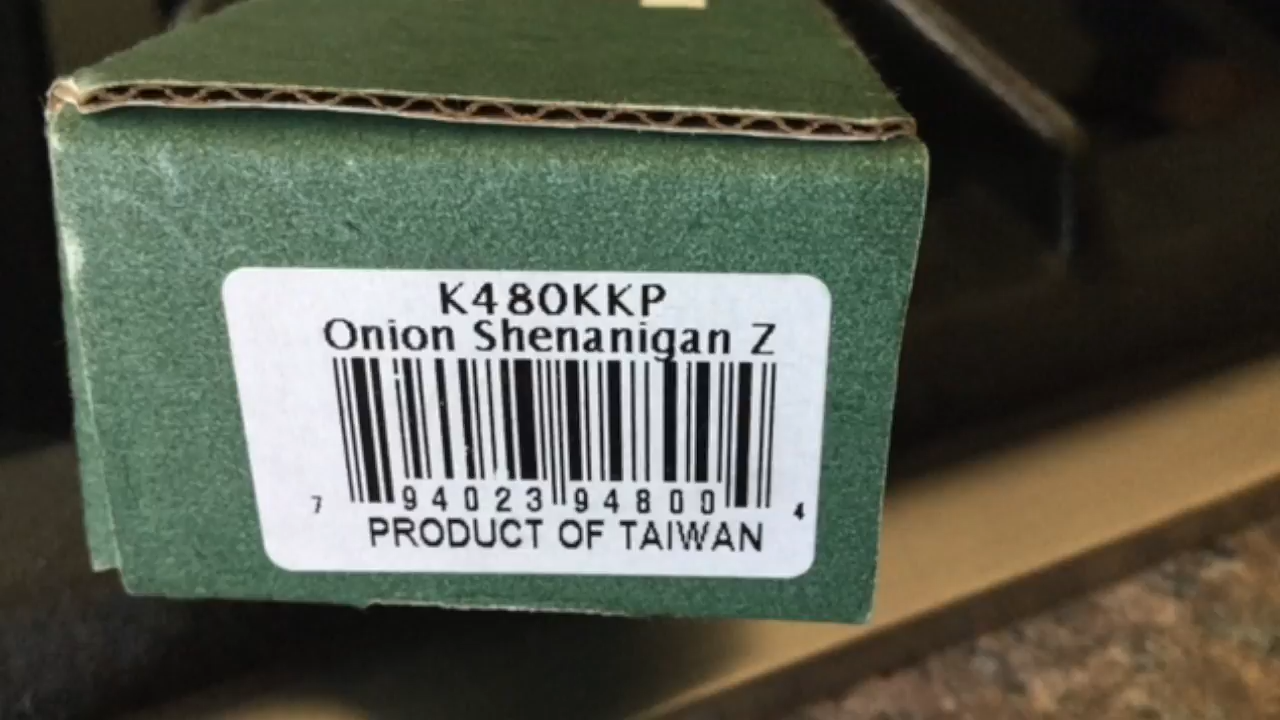 K480KKP
Onion Shenanigan Z
7 94023 94800 4
PRODUCT OF TAIWAN